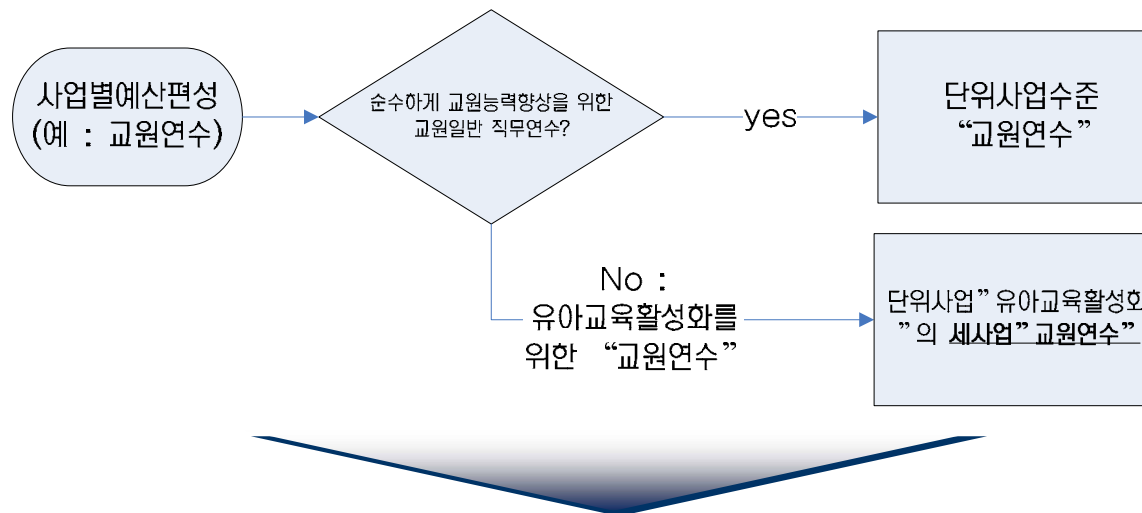 사업별예산편성
(예 : 교원연수)
순수하게 교원능력향상을 위한
교원일반 직무연수?
yes
단위사업수준
“교원연수”
No :
유아교육활성화를
위한 “교원연수”
단위사업”유아교육활성화
”의 세사업”교원연수”